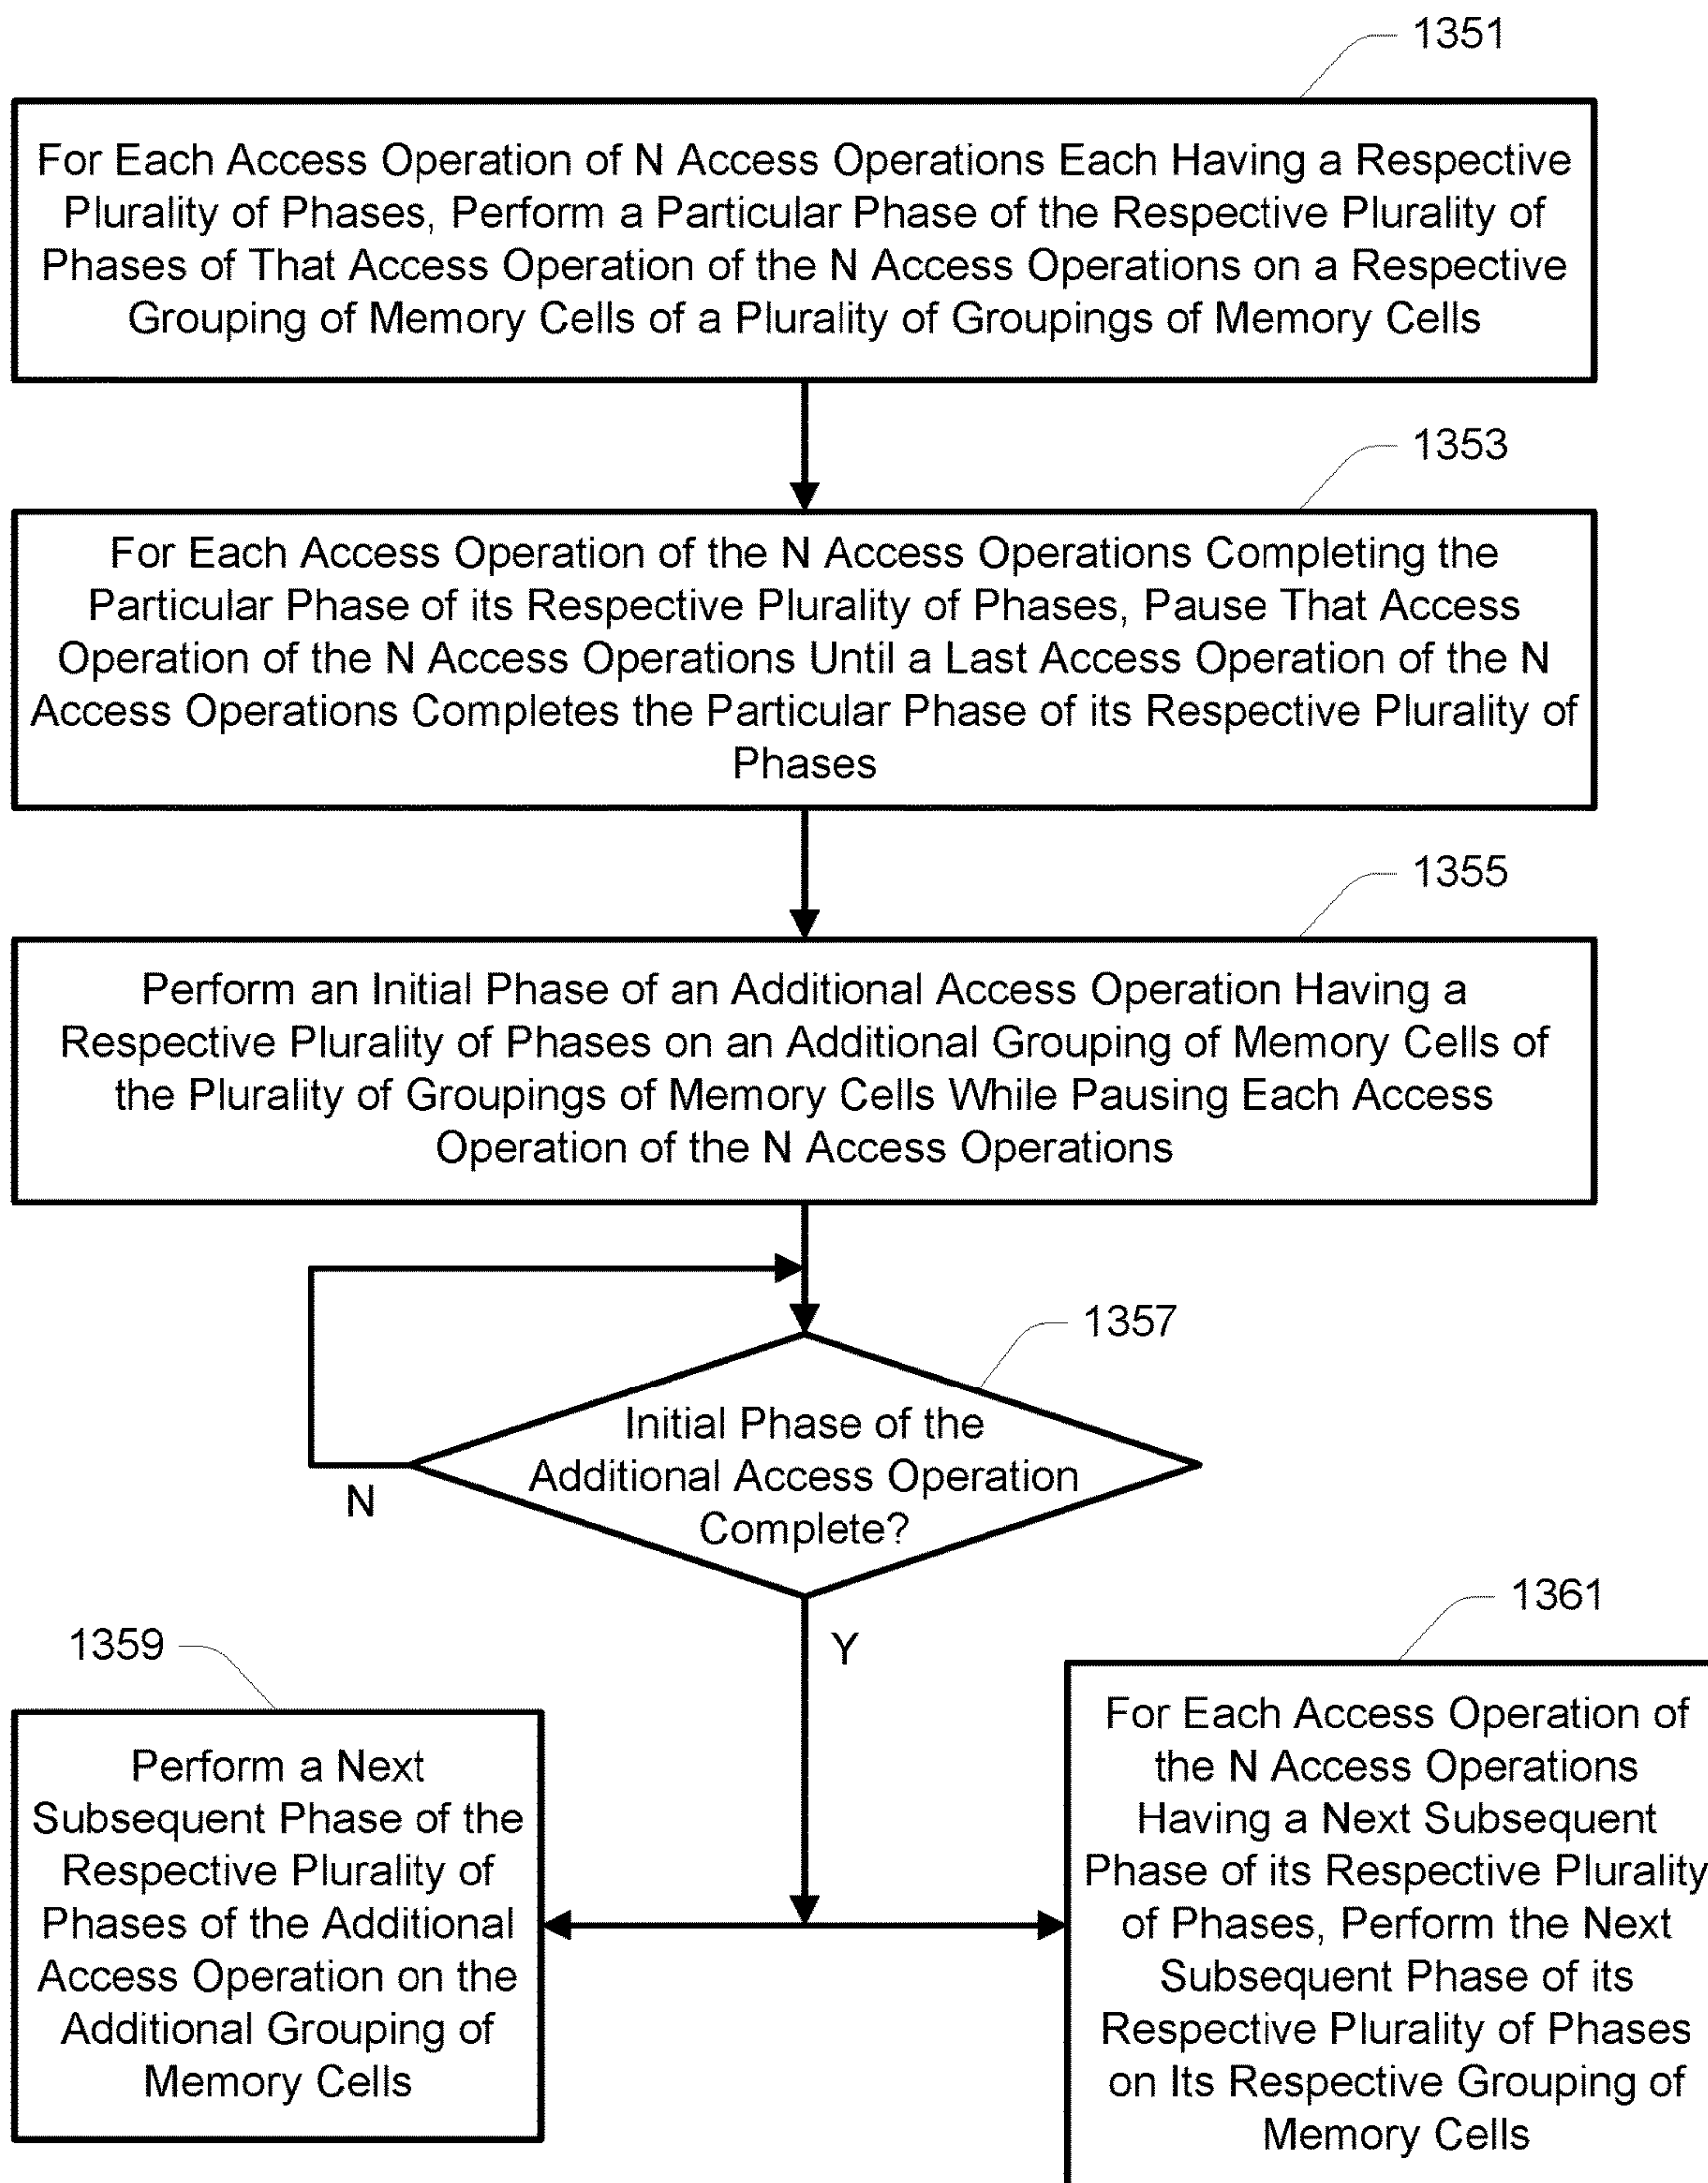 1351
For Each Access Operation of N Access Operations Each Having a Respective
Plurality of Phases, Perform a Particular Phase of the Respective Plurality of
Phases of That Access Operation of the N Access Operations on a Respective
Grouping of Memory Cells of a Plurality of Groupings of Memory Cells
1353
For Each Access Operation of the N Access Operations Completing the
Particular Phase of its Respective Plurality of Phases, Pause That Access
Operation of the N Access Operations Until a Last Access Operation of the N
Access Operations Completes the Particular Phase of its Respective Plurality of
Phases
1355
Perform an Initial Phase of an Additional Access Operation Having a
Respective Plurality of Phases on an Additional Grouping of Memory Cells of
the Plurality of Groupings of Memory Cells While Pausing Each Access
Operation of the N Access Operations
1357
Initial Phase of the
Additional Access Operation
Complete?
N
Y
1359
Perform a Next
Subsequent Phase of the
Respective Plurality of
Phases of the Additional
Access Operation on the
Additional Grouping of
Memory Cells
1361
For Each Access Operation of
the N Access Operations
Having a Next Subsequent
Phase of its Respective Plurality
of Phases, Perform the Next
Subsequent Phase of its
Respective Plurality of Phases
on Its Respective Grouping of
Memory Cells